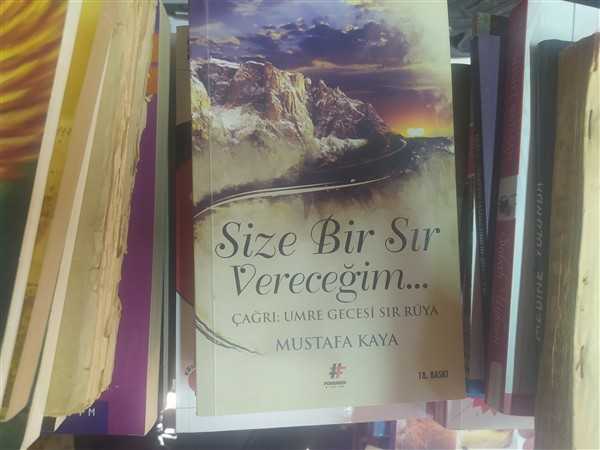 Size Bir Sır
Vereceğim...
ÇAĞRI: UMRE GECESİ SIR RÜYA
MUSTAFA KAYA
18. BASKI
MEDİNE YOLUNDA